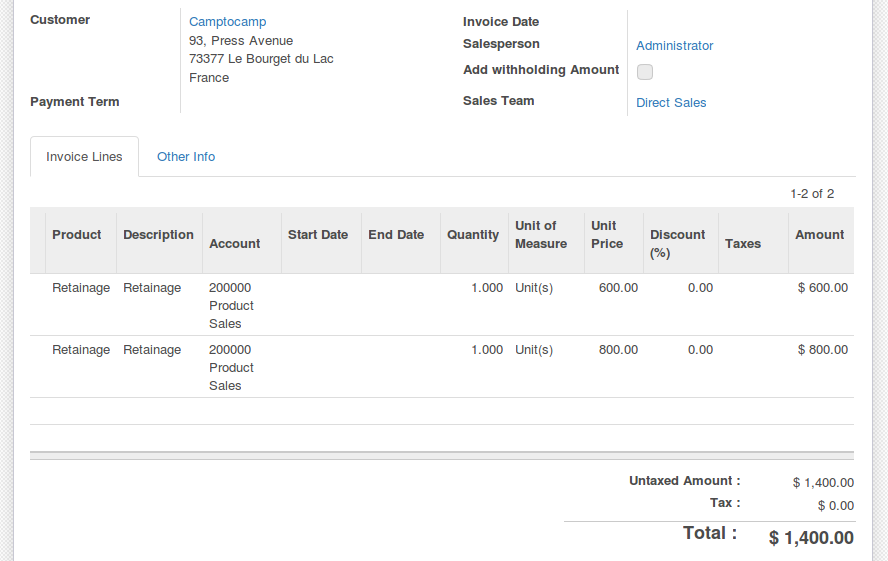 Customer
Camptocamp
93, Press Avenue
73377 Le Bourget du Lac
France
Payment Term
Invoice Date
Salesperson
Administrator
Add withholding Amount
Sales Team
Direct Sales
Invoice Lines
Other Info
1-2 of 2
Product Description Account Start Date End Date Quantity Unit of Measure Unit Price Discount (%) Taxes Amount
Retainage Retainage 200000 1.000 Unit(s) 600.00 0.00 $ 600.00
Product
Sales
Retainage Retainage 200000 1.000 Unit(s) 800.00 0.00 $ 800.00
Product
Sales
Untaxed Amount : $ 1,400.00
Tax : $ 0.00
Total : $ 1,400.00